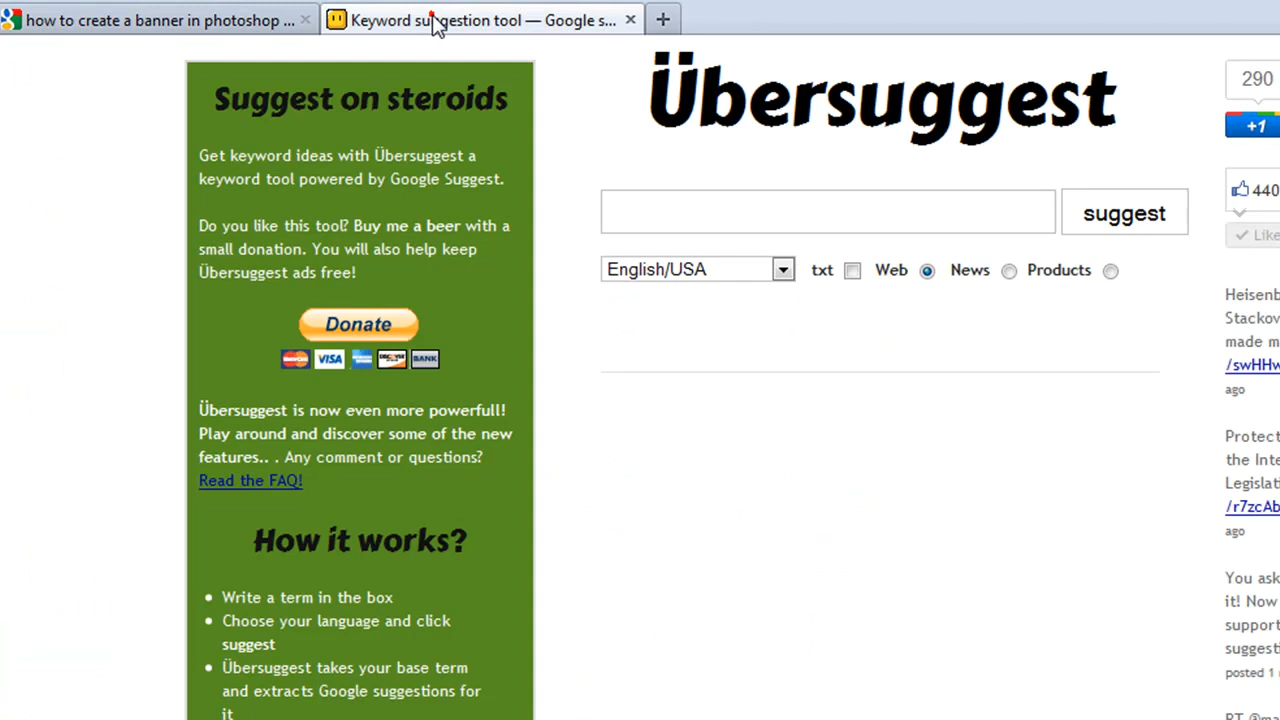 how to create a banner in photoshop ...
Keyword suggestion tool — Google s...
Suggest on steroids
Get keyword ideas with Übersuggest a
keyword tool powered by Google Suggest.
Do you like this tool? Buy me a beer with a
small donation. You will also help keep
Übersuggest ads free!
Donate
VISA
DISCOVER
BANK
Übersuggest is now even more powerfull!
Play around and discover some of the new
features.. . Any comment or questions?
Read the FAQ!
How it works?
Write a term in the box
Choose your language and click
suggest
Übersuggest takes your base term
and extracts Google suggestions for
it
Übersuggest
suggest
English/USA
txt
Web
News
Products
290
+1
440
Like
Heisenb
Stackov
made m
/swHHw
ago
Protect
the Inte
Legislat
/r7zcAb
ago
You ask
it! Now
support
suggesti
posted 1